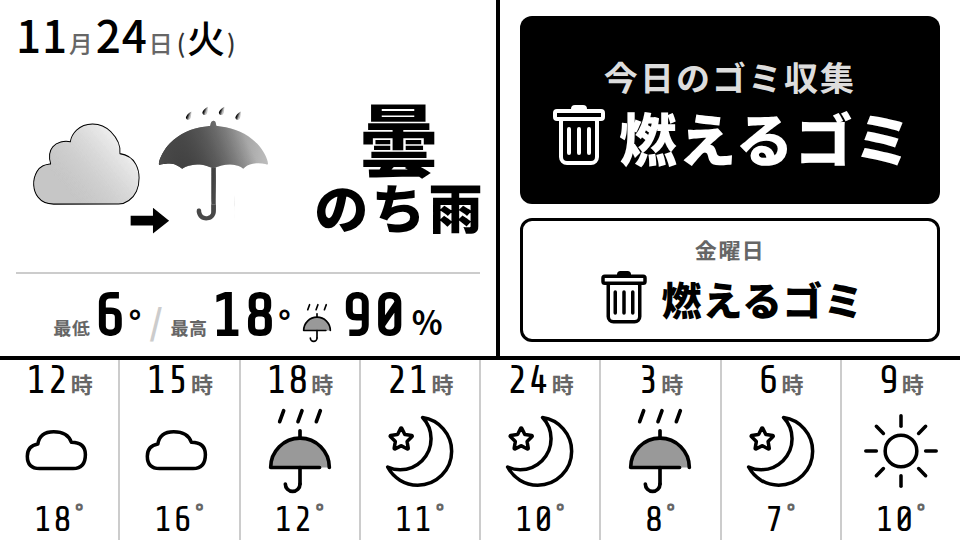 11月24日(火)
曇
のち雨
最低 6°/ 最高 18° 90 %
今日のゴミ収集
燃えるゴミ
金曜日
燃えるゴミ
12時 15時 18時 21時 24時 3時 6時 9時
18° 16° 12° 11° 10° 8° 7° 10°